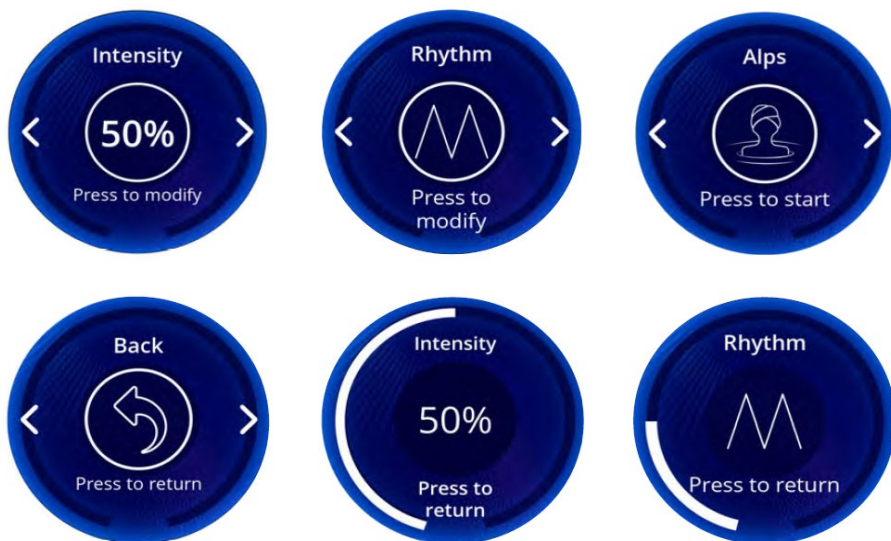 Intensity
50%
Press to modify
Rhythm
Press to
modify
Alps
Press to start
Back
Press to return
Intensity
50%
Press to
return
Rhythm
Press to return